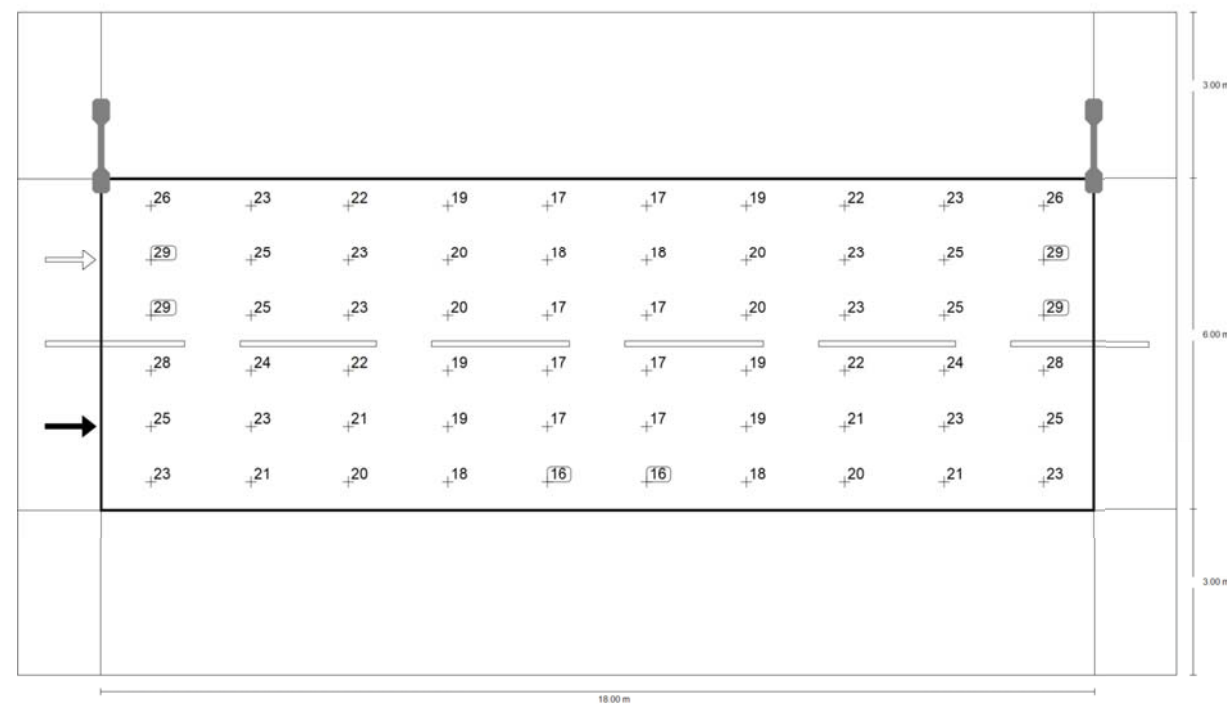 3.00 m
26 23 22 19 17 17 19 22 23 26
29 25 23 20 18 18 20 23 25 29
29 25 23 20 17 17 20 23 25 29
6.00 m
28 24 22 19 17 17 19 22 24 28
25 23 21 19 17 17 19 21 23 25
23 21 20 18 16 16 18 20 21 23
3.00 m
18.00 m